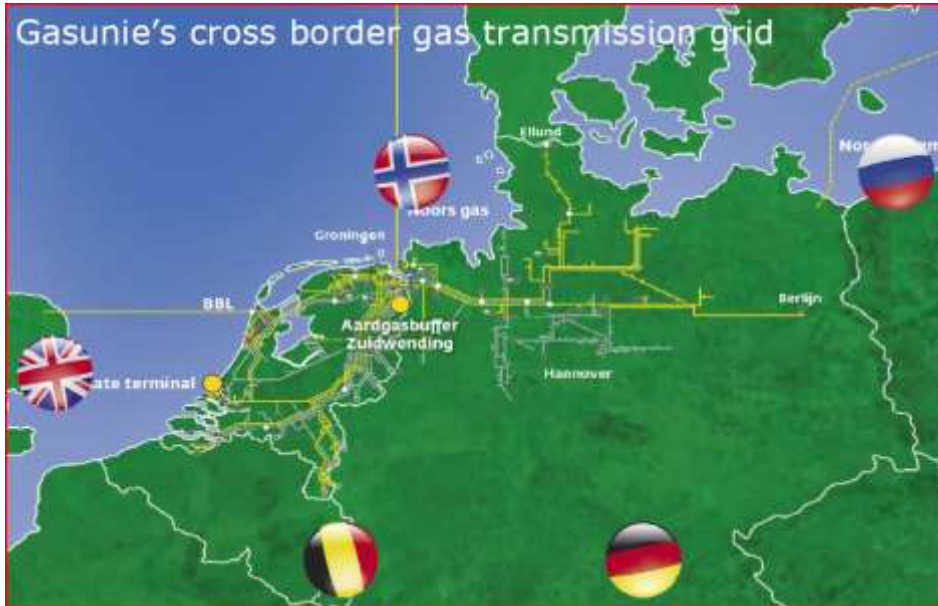 Gasunie's cross border gas transmission grid
Ellund
Noors gas
Groningen
BBL
Berlijn
Aardgasbuffer
Zuidwending
ate terminal
Hannover